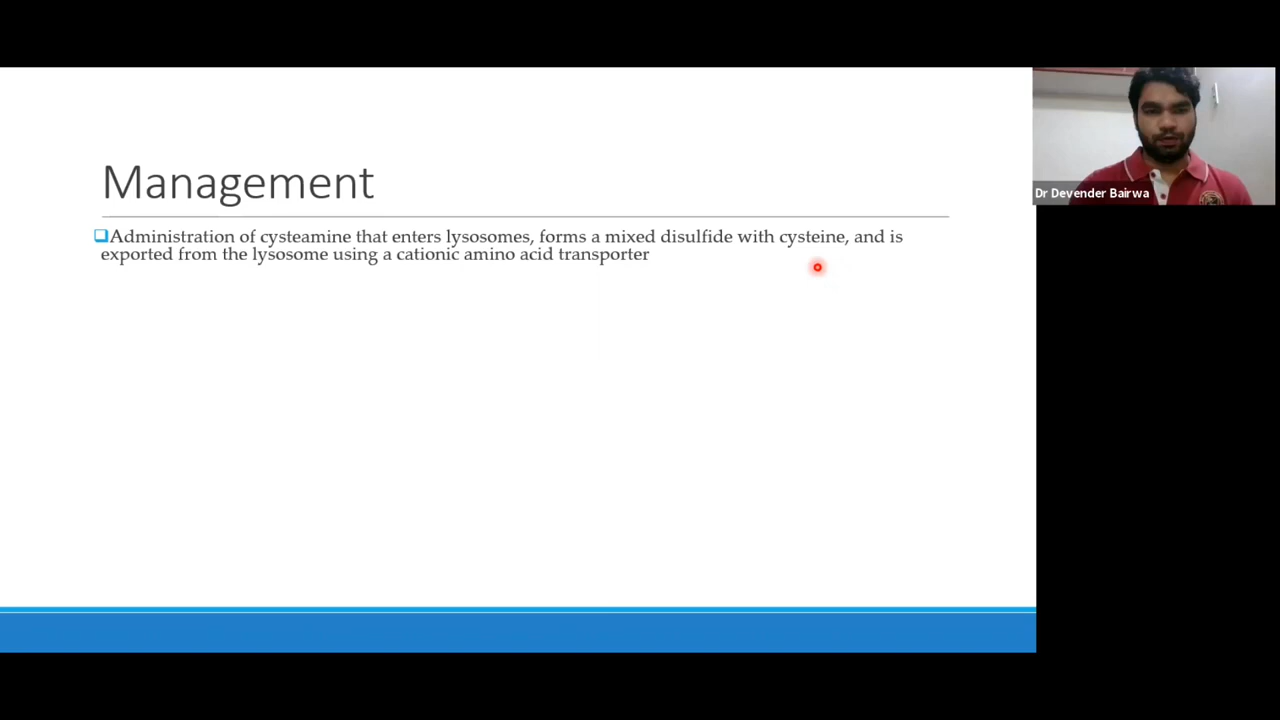 Management
Administration of cysteamine that enters lysosomes, forms a mixed disulfide with cysteine, and is
exported from the lysosome using a cationic amino acid transporter
Dr Devender Bairwa